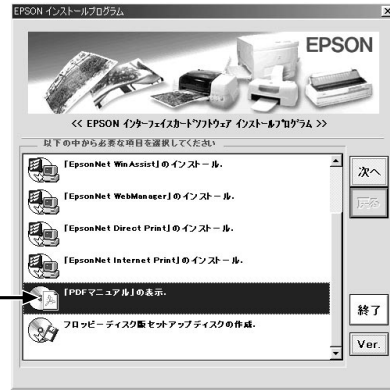 EPSON インストールプログラム
EPSON
<< EPSON インターフェイスカードソフトウェア インストールプログラム >>
以下の中から必要な項目を選択してください
「EpsonNet WinAssist」のインストール.
「EpsonNet WebManager」のインストール.
「EpsonNet Direct Print」のインストール.
「EpsonNet Internet Print」のインストール.
「PDFマニュアル」の表示.
フロッピーディスク版セットアップディスクの作成.
次へ
戻る
終了
Ver.